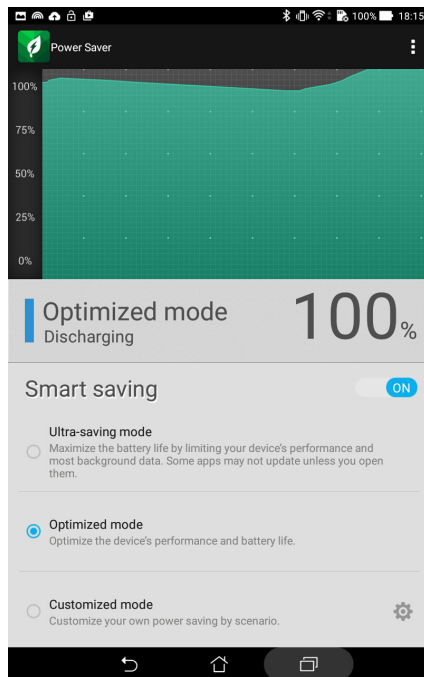 100% 18:15
Power Saver
100%
75%
50%
25%
0%
Optimized mode
Discharging
100%
Smart saving
ON
Ultra-saving mode
Maximize the battery life by limiting your device's performance and
most background data. Some apps may not update unless you open
them.
Optimized mode
Optimize the device's performance and battery life.
Customized mode
Customize your own power saving by scenario.